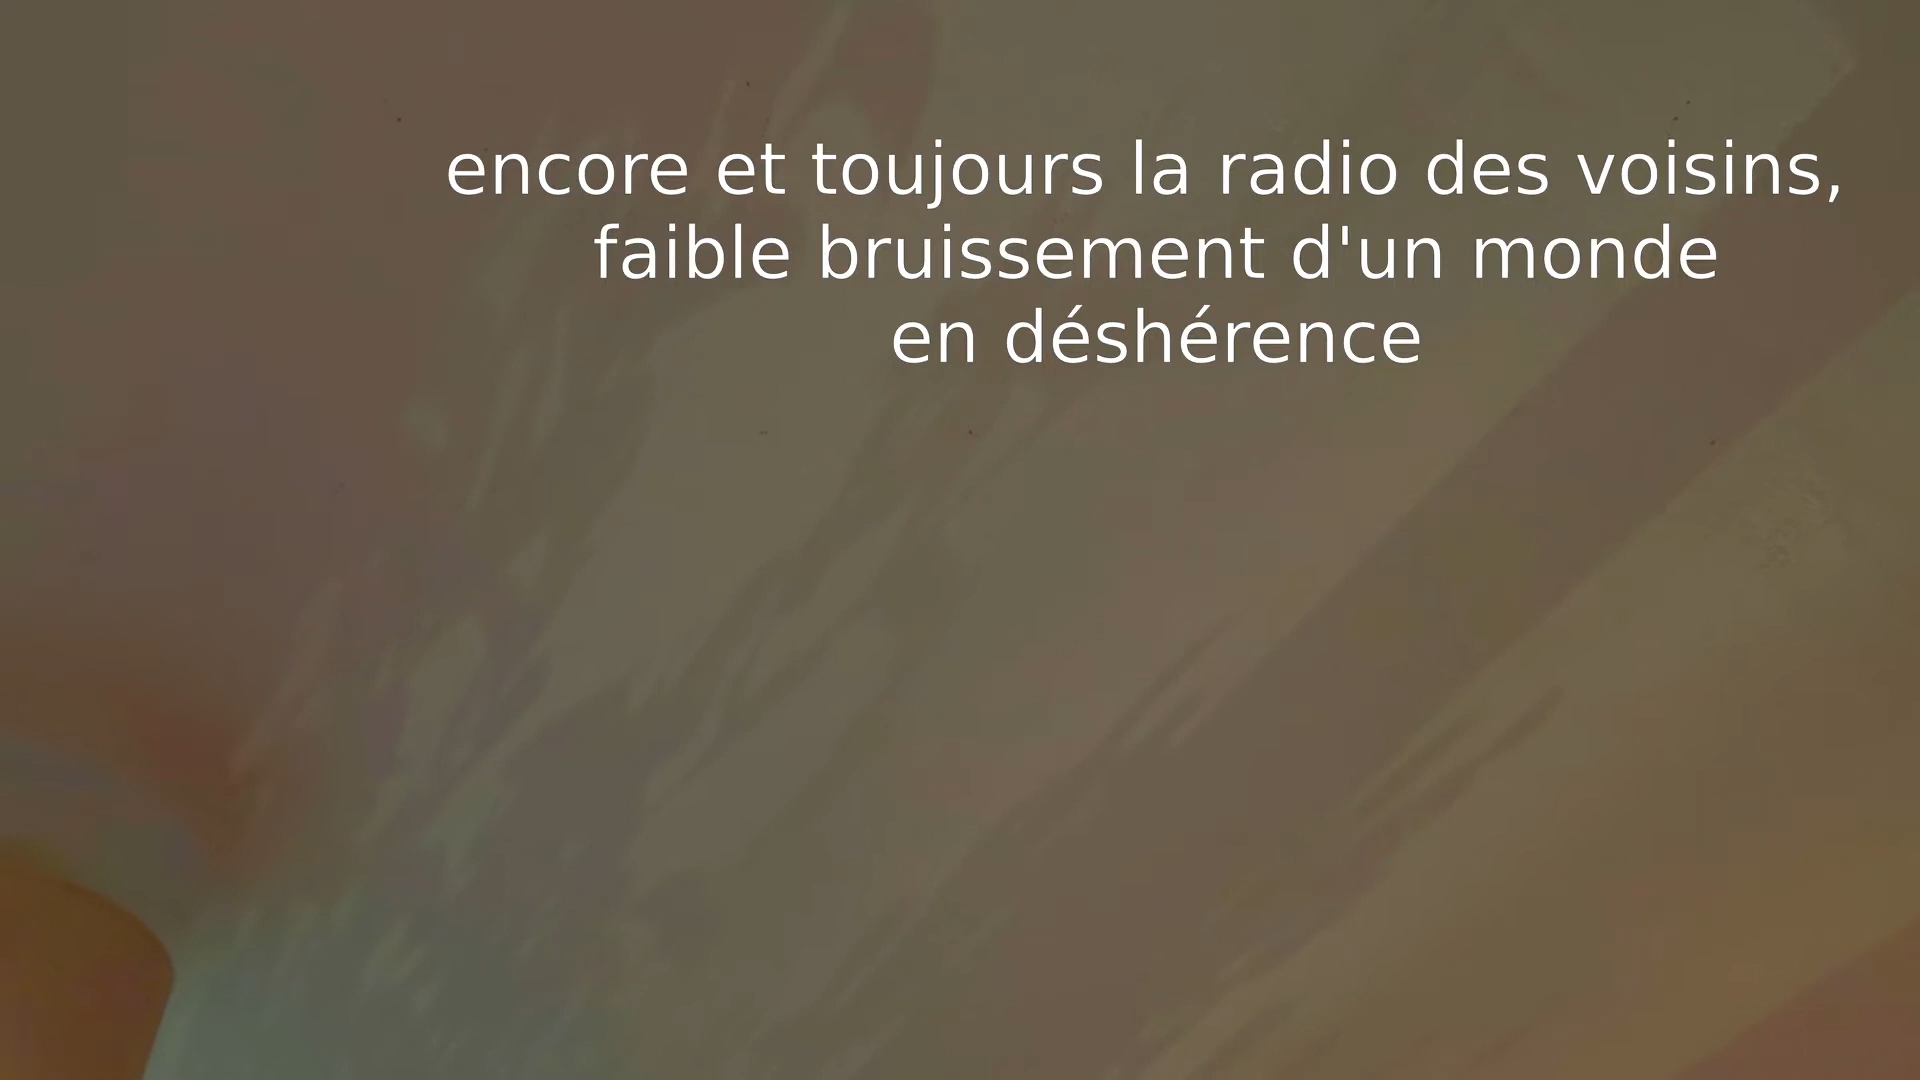 encore et toujours la radio des voisins,
faible bruissement d'un monde
en déshérence